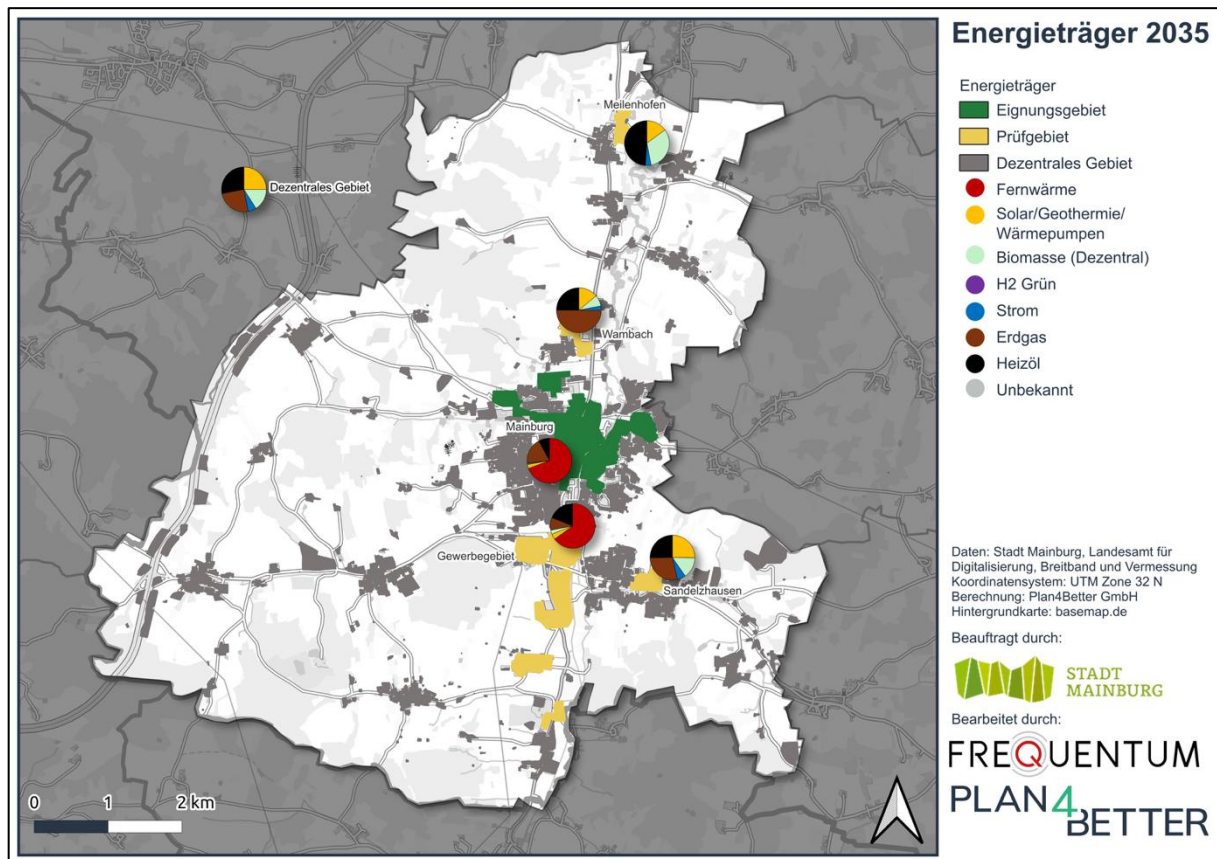 Energieträger 2035
Energieträger
Eignungsgebiet
Prüfgebiet
Dezentrales Gebiet
Fernwärme
Solar/Geothermie/
Wärmepumpen
Biomasse (Dezentral)
H2 Grün
Strom
Erdgas
Heizöl
Unbekannt
Meilenhofen
Dezentrales Gebiet
Wambach
Mainburg
Gewerbegebiet
Sandelzhausen
0 1 2 km
Daten: Stadt Mainburg, Landesamt für
Digitalisierung, Breitband und Vermessung
Koordinatensystem: UTM Zone 32 N
Berechnung: Plan4Better GmbH
Hintergrundkarte: basemap.de
Beauftragt durch:
STADT
MAINBURG
Bearbeitet durch:
FREQUENTUM
PLAN4
BETTER